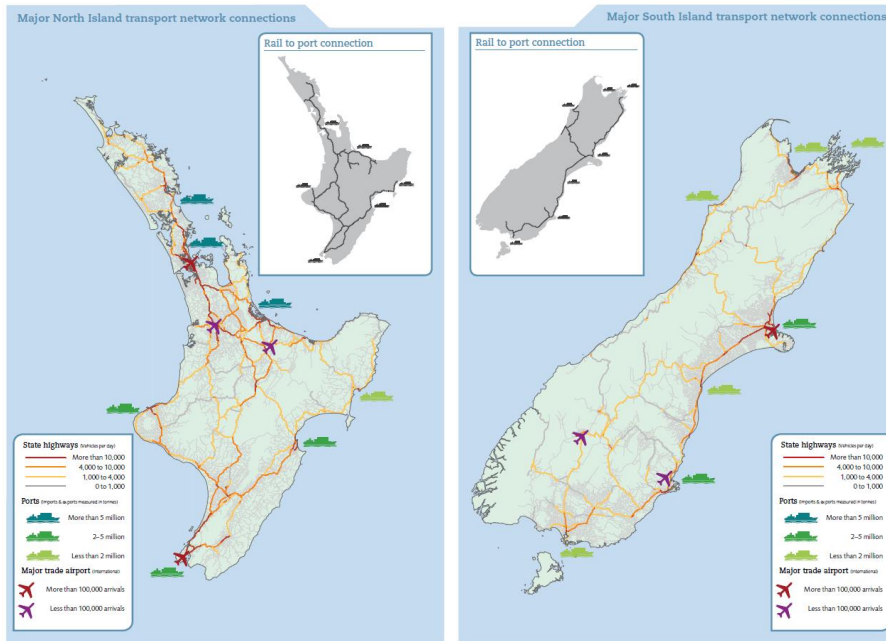 Major North Island transport network connections
Rail to port connection
State highways (Vehicles per day)
More than 10,000
4,000 to 10,000
1,000 to 4,000
0 to 1,000
Ports (Imports & exports measured in tonnes)
More than 5 million
2–5 million
Less than 2 million
Major trade airport (International)
More than 100,000 arrivals
Less than 100,000 arrivals
Major South Island transport network connections
Rail to port connection
State highways (Vehicles per day)
More than 10,000
4,000 to 10,000
1,000 to 4,000
0 to 1,000
Ports (Imports & exports measured in tonnes)
More than 5 million
2–5 million
Less than 2 million
Major trade airport (International)
More than 100,000 arrivals
Less than 100,000 arrivals